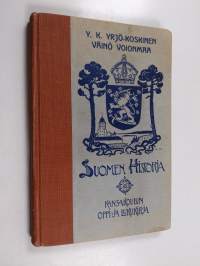 Y. K. YRJÖ-KOSKINEN
VÄINÖ VOIONMAA
SUOMEN HISTORIA
KANSAKOULUN
OPPI- JA LUKUKIRJA